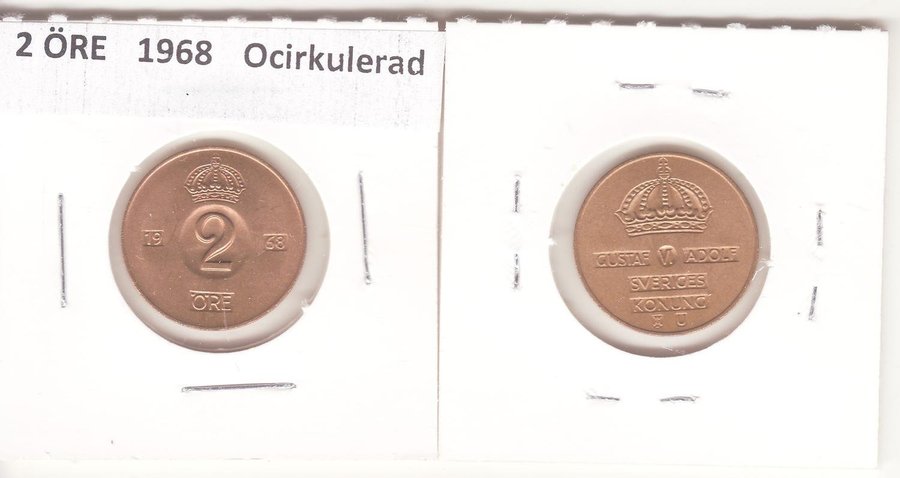 2 ÖRE 1968 Ocirkulerad
19 2 68
ÖRE
GUSTAF VI ADOLF
SVERIGES
KONUNG
U